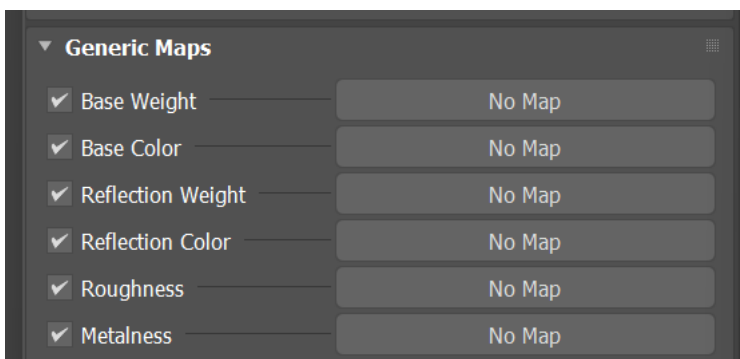 Generic Maps
Base Weight No Map
Base Color No Map
Reflection Weight No Map
Reflection Color No Map
Roughness No Map
Metalness No Map